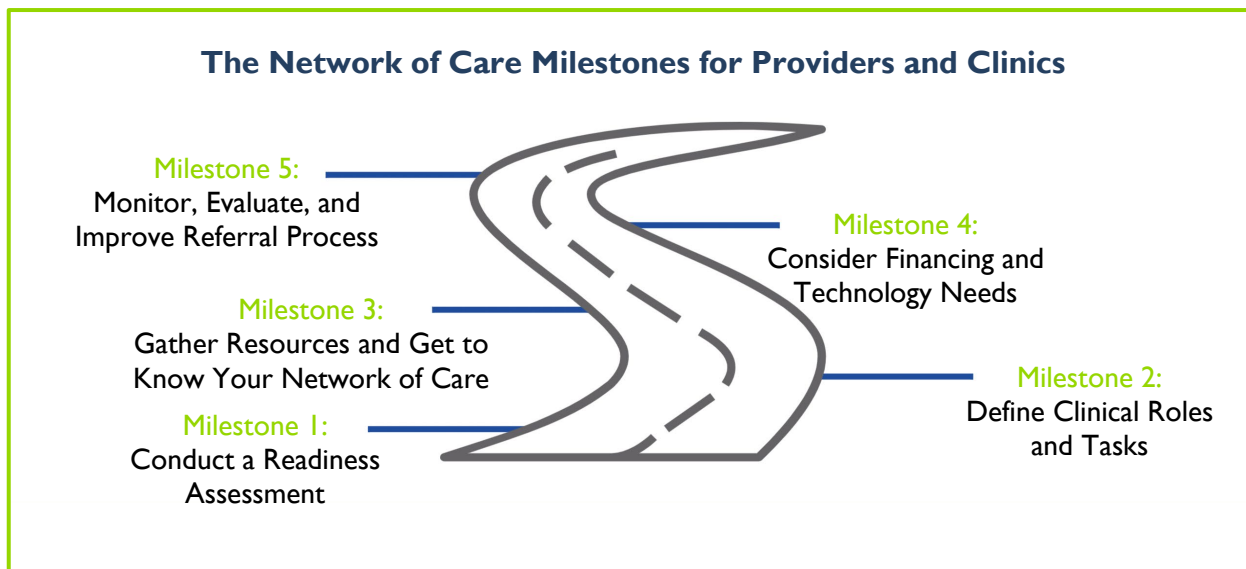 The Network of Care Milestones for Providers and Clinics
Milestone 5:
Monitor, Evaluate, and
Improve Referral Process
Milestone 4:
Consider Financing and
Technology Needs
Milestone 3:
Gather Resources and Get to
Know Your Network of Care
Milestone 2:
Define Clinical Roles
and Tasks
Milestone 1:
Conduct a Readiness
Assessment